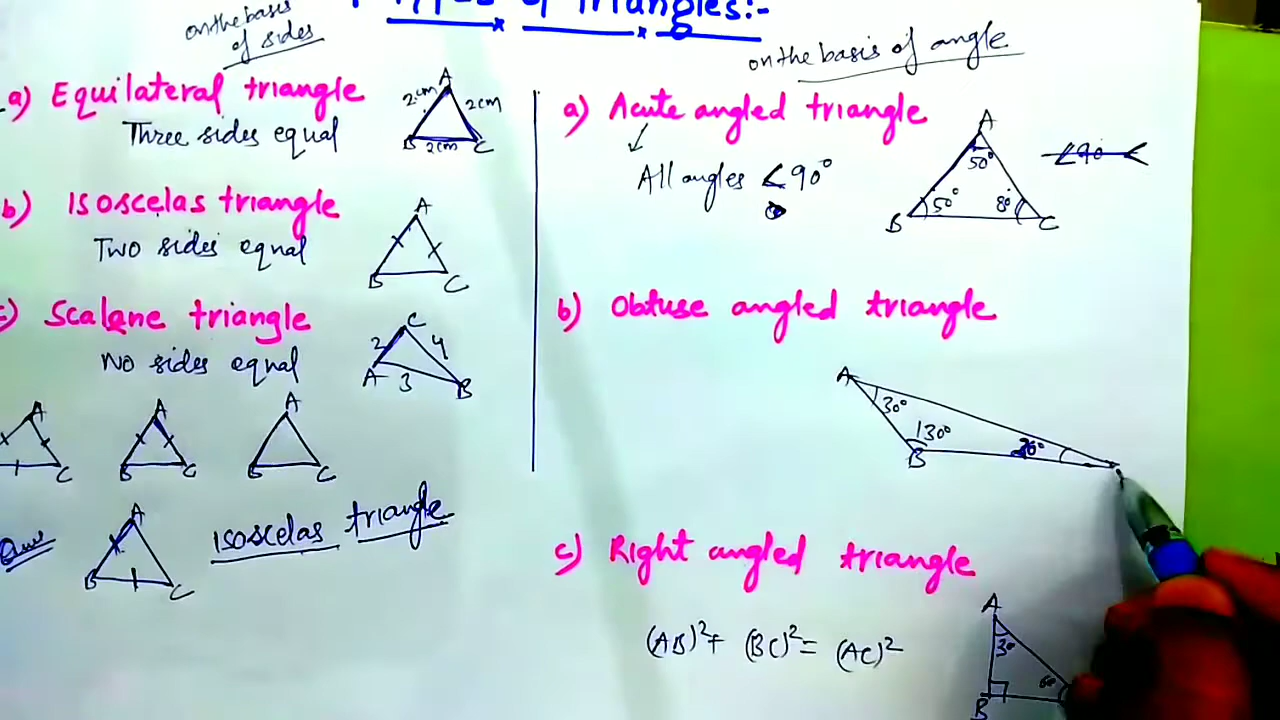 Types of Triangles:-
on the basis
of sides
a) Equilateral triangle
Three sides equal
A
2cm 2cm
B 2cm C
b) Isoscelas triangle
Two sides equal
A
B C
c) Scalane triangle
No sides equal
C
2 4
A 3 B
A A A
C B C B C
Ques
A
B C
isoscelas triangle
on the basis of angle
a) Acute angled triangle
All angles <90°
A
50°
B 50° 80° C
<90
b) Obtuse angled triangle
A
30°
130°
B 20°
c) Right angled triangle
(AB)²+ (BC)²= (AC)²
A
30
B 60